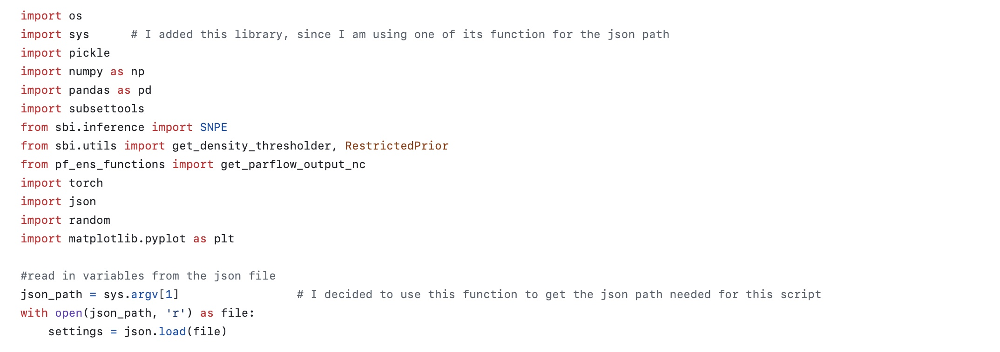 import os
import sys      # I added this library, since I am using one of its function for the json path
import pickle
import numpy as np
import pandas as pd
import subsettools
from sbi.inference import SNPE
from sbi.utils import get_density_thresholder, RestrictedPrior
from pf_ens_functions import get_parflow_output_nc
import torch
import json
import random
import matplotlib.pyplot as plt

#read in variables from the json file
json_path = sys.argv[1]                 # I decided to use this function to get the json path needed for this script
with open(json_path, 'r') as file:
    settings = json.load(file)